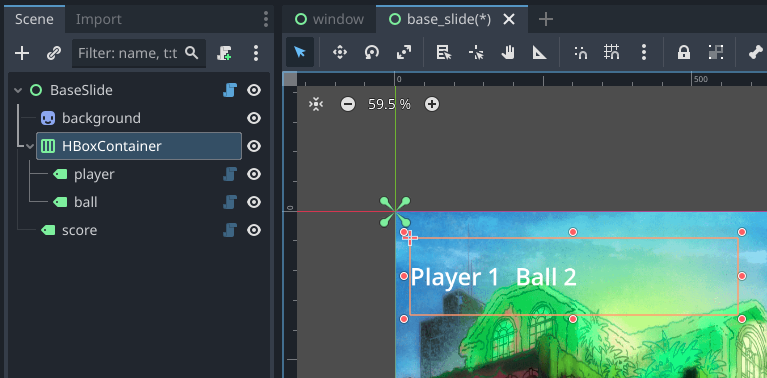 Scene Import
window base_slide(*)
Filter: name, t:t
BaseSlide
background
HBoxContainer
player
ball
score
0 500
59.5 %
0
Player 1 Ball 2